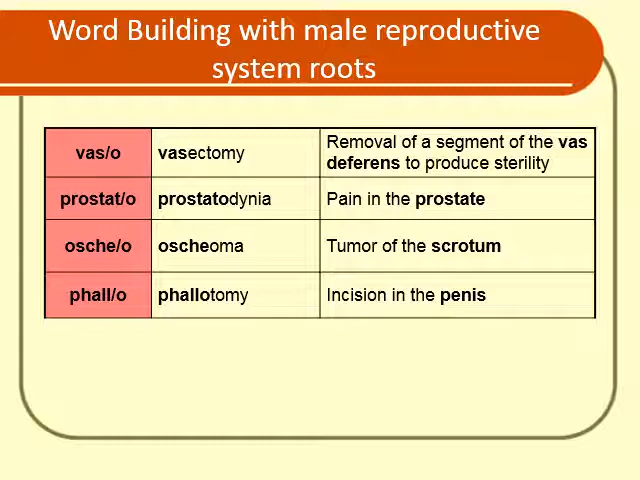 Word Building with male reproductive
system roots
vas/o vasectomy Removal of a segment of the vas
deferens to produce sterility
prostat/o prostatodynia Pain in the prostate
osche/o oscheoma Tumor of the scrotum
phall/o phallotomy Incision in the penis